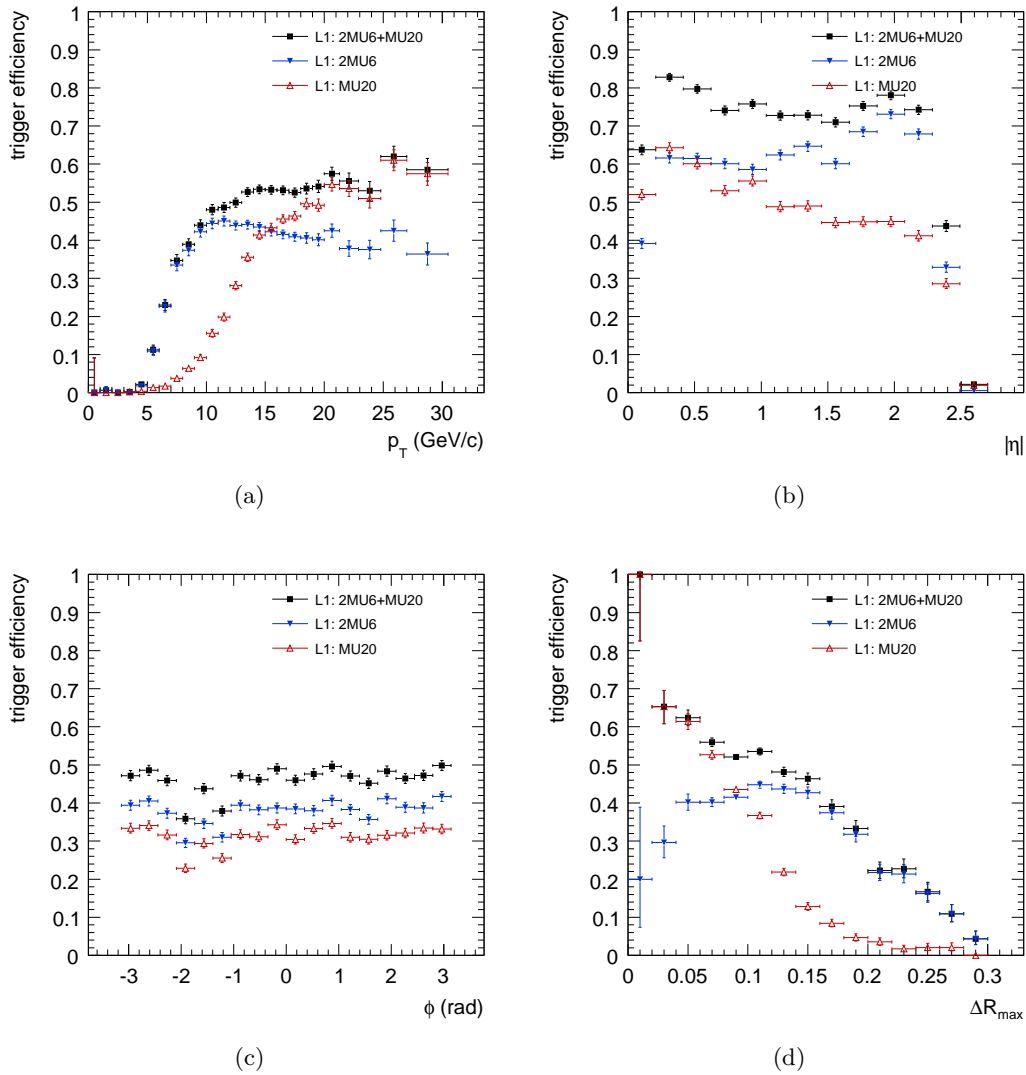 trigger efficiency
1
0.9
0.8
0.7
0.6
0.5
0.4
0.3
0.2
0.1
0
L1: 2MU6+MU20
L1: 2MU6
L1: MU20
0 5 10 15 20 25 30
p_T (GeV/c)
(a)
trigger efficiency
1
0.9
0.8
0.7
0.6
0.5
0.4
0.3
0.2
0.1
0
L1: 2MU6+MU20
L1: 2MU6
L1: MU20
0 0.5 1 1.5 2 2.5
|η|
(b)
trigger efficiency
1
0.9
0.8
0.7
0.6
0.5
0.4
0.3
0.2
0.1
0
L1: 2MU6+MU20
L1: 2MU6
L1: MU20
-3 -2 -1 0 1 2 3
ϕ (rad)
(c)
trigger efficiency
1
0.9
0.8
0.7
0.6
0.5
0.4
0.3
0.2
0.1
0
L1: 2MU6+MU20
L1: 2MU6
L1: MU20
0 0.05 0.1 0.15 0.2 0.25 0.3
ΔR_max
(d)